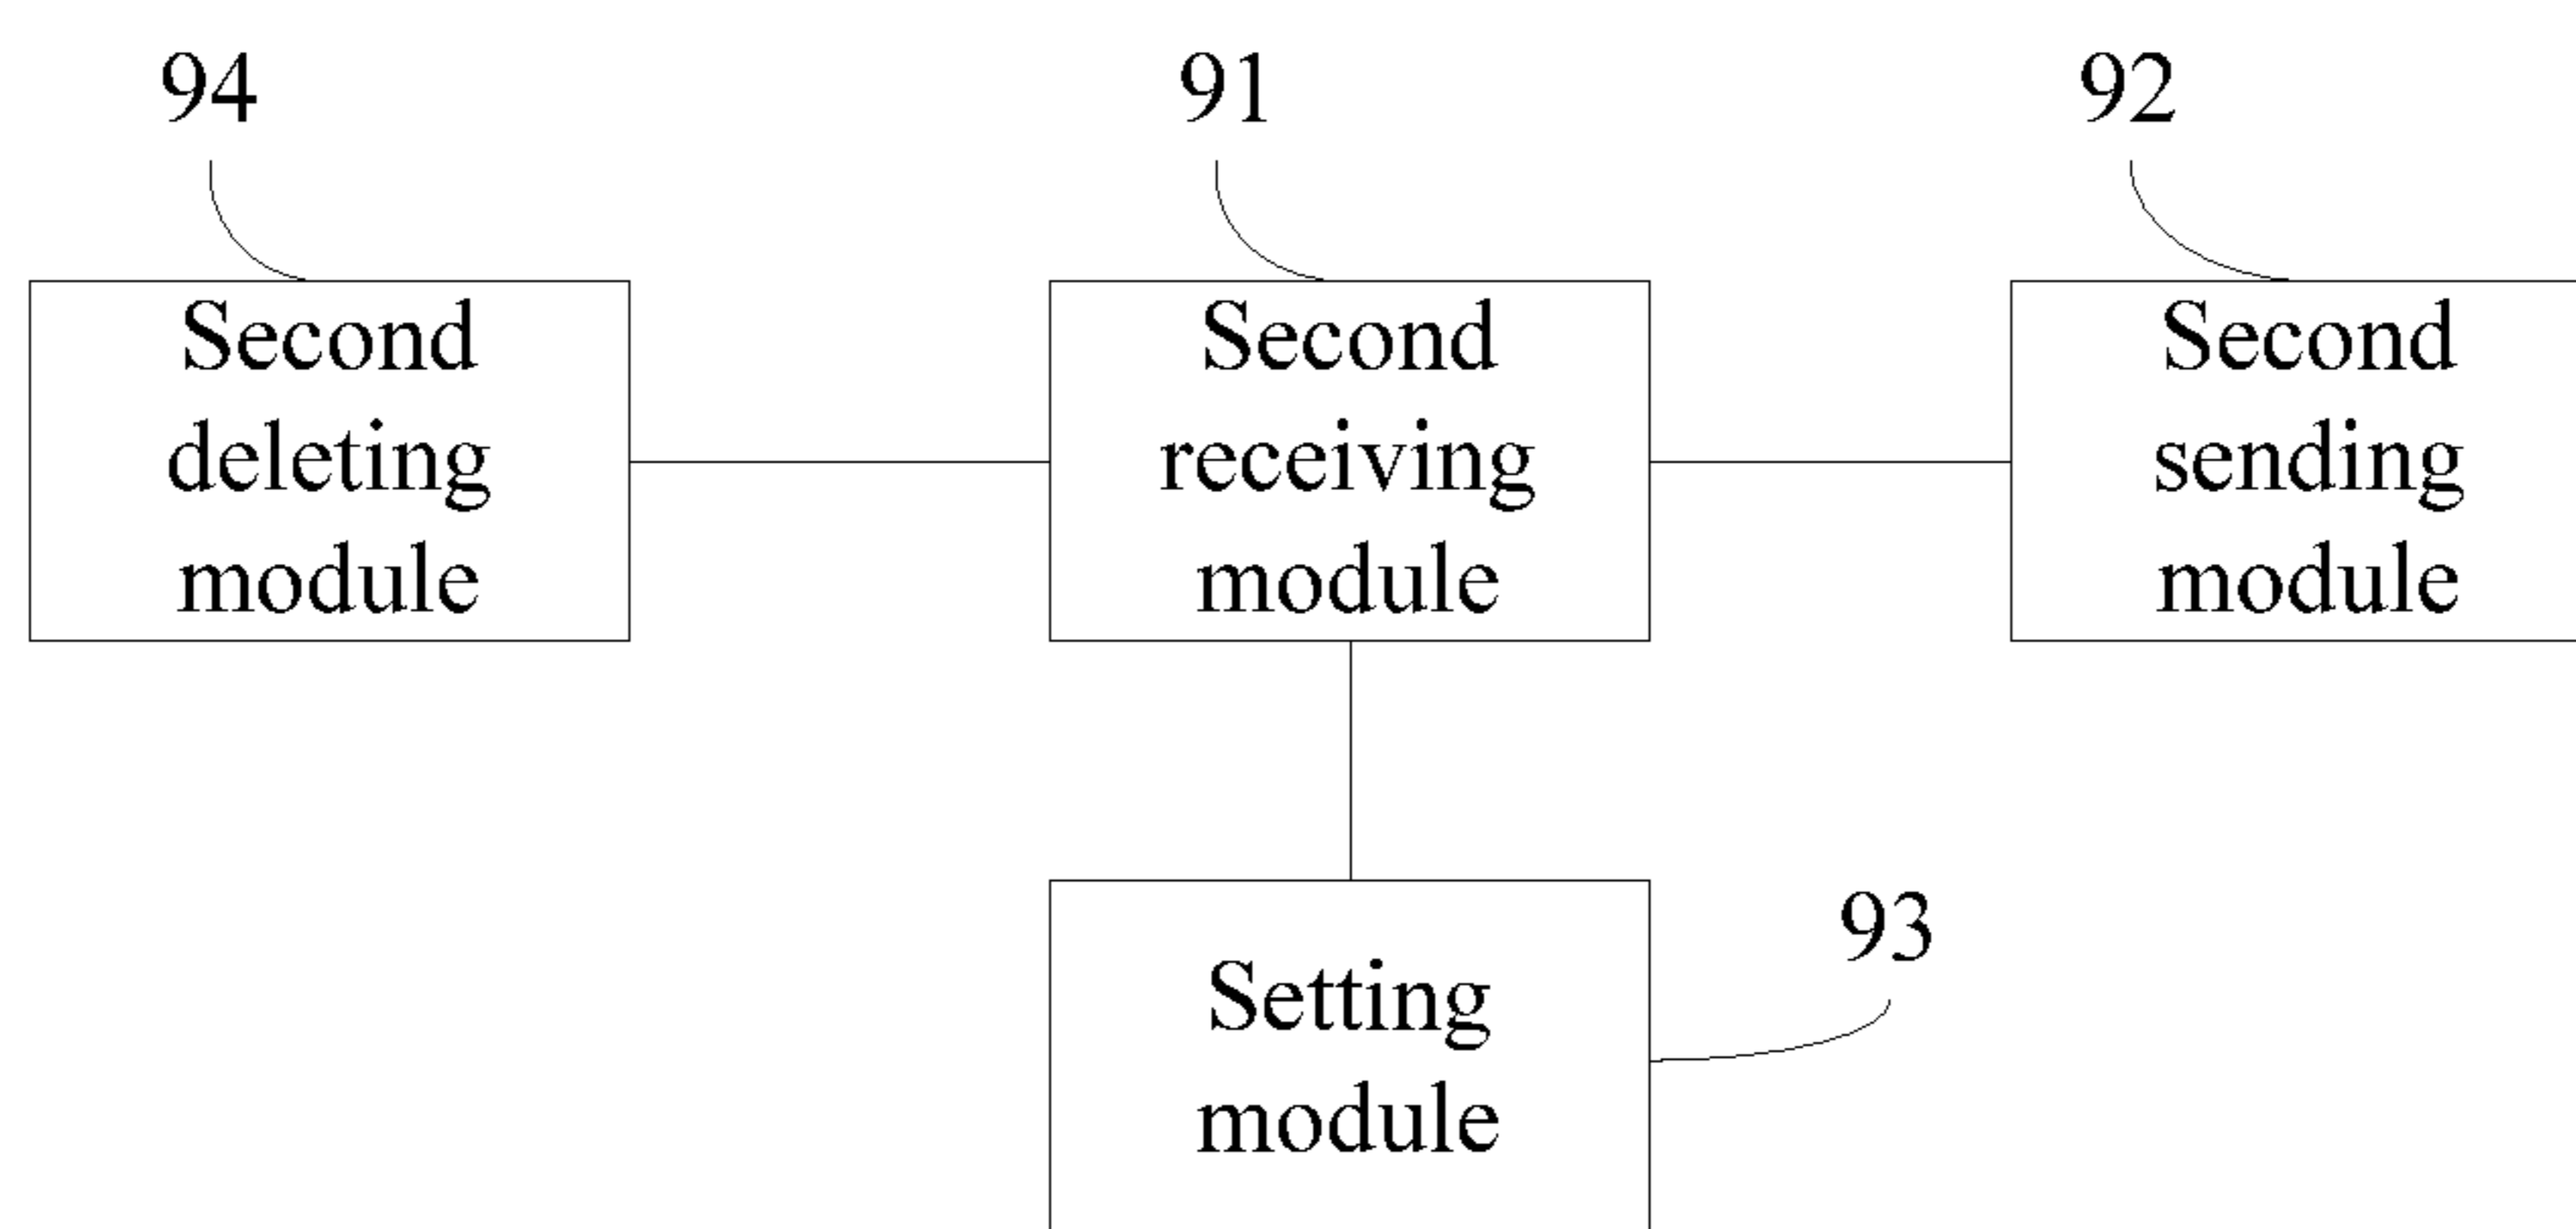 94
91
92
Second
deleting
module
Second
receiving
module
Second
sending
module
93
Setting
module